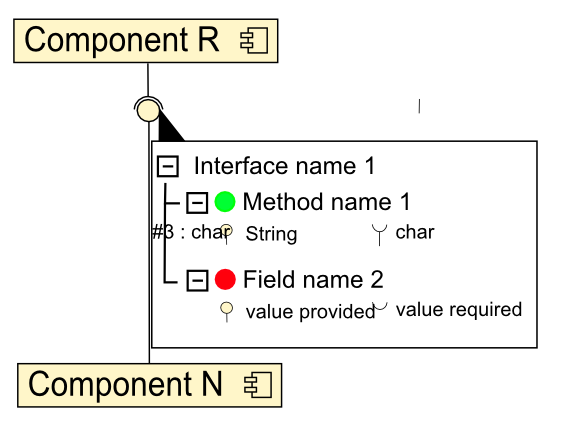 Component R
Interface name 1
Method name 1
#3 : char String char
Field name 2
value provided value required
Component N